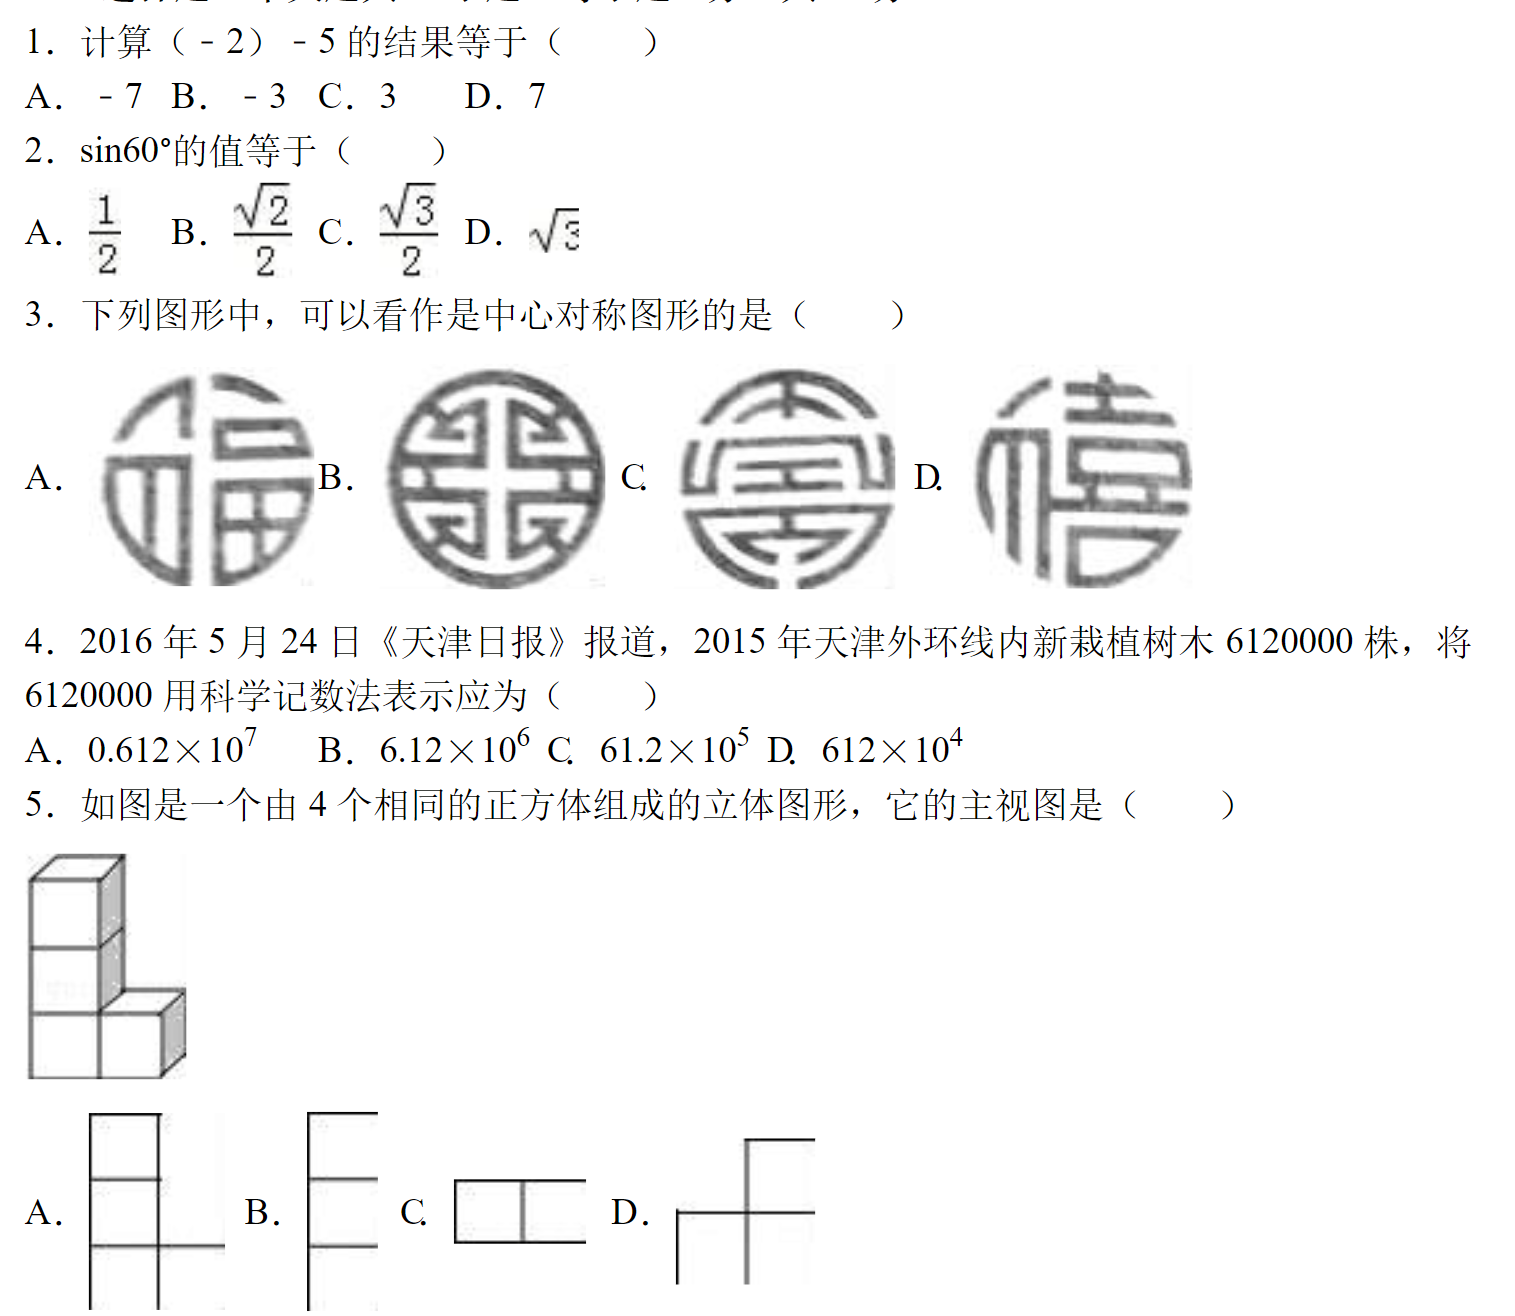 1．计算（﹣2）﹣5 的结果等于（　　）
A．﹣7 B．﹣3 C．3 D．7
2．sin60°的值等于（　　）
A．1/2 B．√2/2 C．√3/2 D．√3
3．下列图形中，可以看作是中心对称图形的是（　　）
A． 福 B． C. D. 禧
4．2016 年 5 月 24 日《天津日报》报道，2015 年天津外环线内新栽植树木 6120000 株，将
6120000 用科学记数法表示应为（　　）
A．0.612×10⁷ B．6.12×10⁶ C. 61.2×10⁵ D. 612×10⁴
5．如图是一个由 4 个相同的正方体组成的立体图形，它的主视图是（　　）
A． B． C. D．